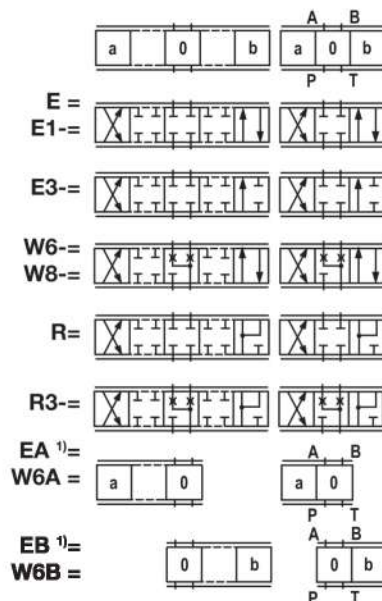 A B
a 0 b a 0 b
P T
E =
E1-=
E3-=
W6-=
W8-=
R=
R3-=
EA ¹⁾=
A B
W6A =
a 0 a 0
P T
EB ¹⁾=
A B
W6B =
0 b 0 b
P T